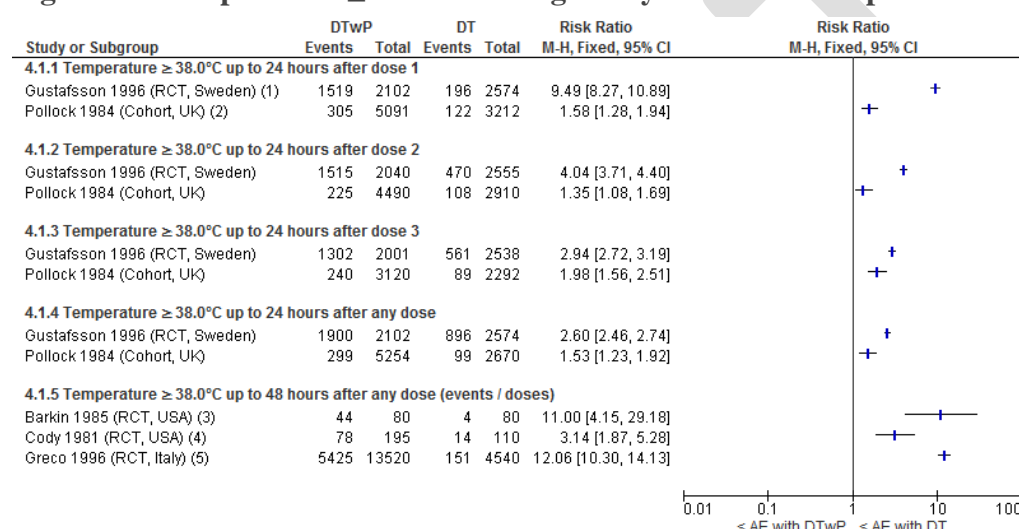 DTwP DT Risk Ratio Risk Ratio
Study or Subgroup Events Total Events Total M-H, Fixed, 95% CI M-H, Fixed, 95% CI
4.1.1 Temperature ≥ 38.0ºC up to 24 hours after dose 1
Gustafsson 1996 (RCT, Sweden) (1) 1519 2102 196 2574 9.49 [8.27, 10.89]
Pollock 1984 (Cohort, UK) (2) 305 5091 122 3212 1.58 [1.28, 1.94]
4.1.2 Temperature ≥ 38.0ºC up to 24 hours after dose 2
Gustafsson 1996 (RCT, Sweden) 1515 2040 470 2555 4.04 [3.71, 4.40]
Pollock 1984 (Cohort, UK) 225 4490 108 2910 1.35 [1.08, 1.69]
4.1.3 Temperature ≥ 38.0ºC up to 24 hours after dose 3
Gustafsson 1996 (RCT, Sweden) 1302 2001 561 2538 2.94 [2.72, 3.19]
Pollock 1984 (Cohort, UK) 240 3120 89 2292 1.98 [1.56, 2.51]
4.1.4 Temperature ≥ 38.0ºC up to 24 hours after any dose
Gustafsson 1996 (RCT, Sweden) 1900 2102 896 2574 2.60 [2.46, 2.74]
Pollock 1984 (Cohort, UK) 299 5254 99 2670 1.53 [1.23, 1.92]
4.1.5 Temperature ≥ 38.0ºC up to 48 hours after any dose (events / doses)
Barkin 1985 (RCT, USA) (3) 44 80 4 80 11.00 [4.15, 29.18]
Cody 1981 (RCT, USA) (4) 78 195 14 110 3.14 [1.87, 5.28]
Greco 1996 (RCT, Italy) (5) 5425 13520 151 4540 12.06 [10.30, 14.13]
0.01 0.1 1 10 100
< AE with DTwP < AE with DT